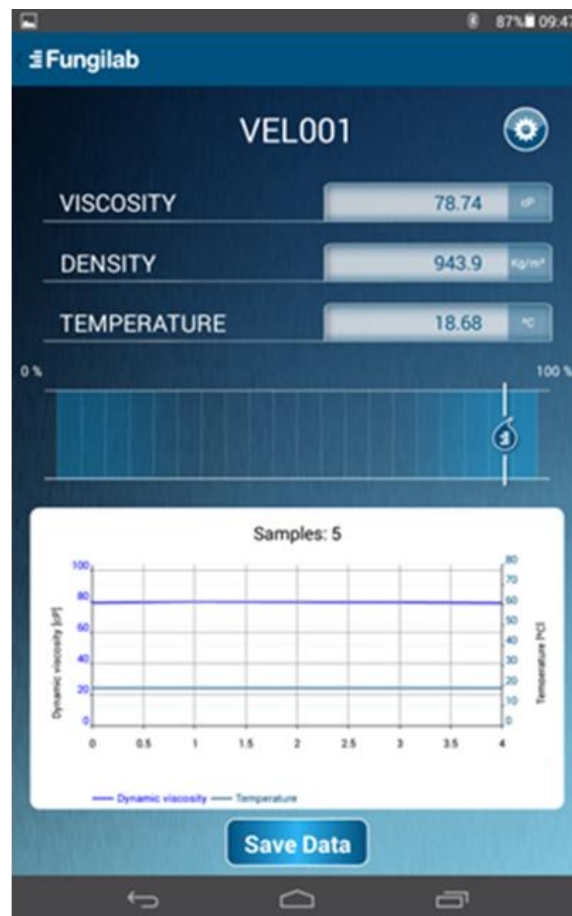 87% 09:47
Fungilab
VEL001
VISCOSITY 78.74 cP
DENSITY 943.9 Kg/m³
TEMPERATURE 18.68 ºC
0 % 100 %
Samples: 5
Dynamic viscosity [cP]
100
80
60
40
20
0
80
70
60
50
40
30
20
10
0
Temperature [ºC]
0 0.5 1 1.5 2 2.5 3 3.5 4
Dynamic viscosity Temperature
Save Data